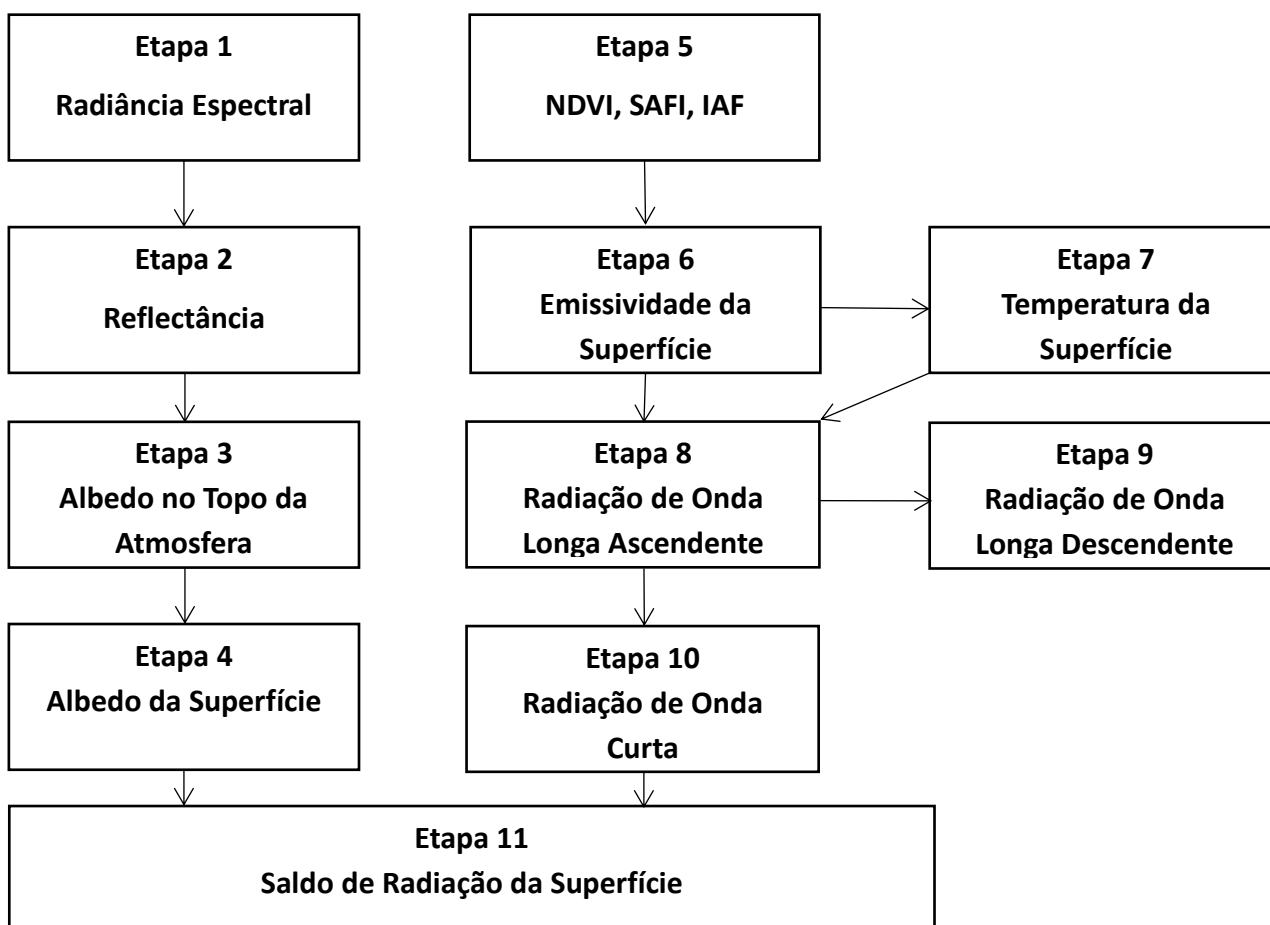 Etapa 1
Radiância Espectral
Etapa 5
NDVI, SAFI, IAF
Etapa 2
Reflectância
Etapa 6
Emissividade da
Superfície
Etapa 7
Temperatura da
Superfície
Etapa 3
Albedo no Topo da
Atmosfera
Etapa 8
Radiação de Onda
Longa Ascendente
Etapa 9
Radiação de Onda
Longa Descendente
Etapa 4
Albedo da Superfície
Etapa 10
Radiação de Onda
Curta
Etapa 11
Saldo de Radiação da Superfície